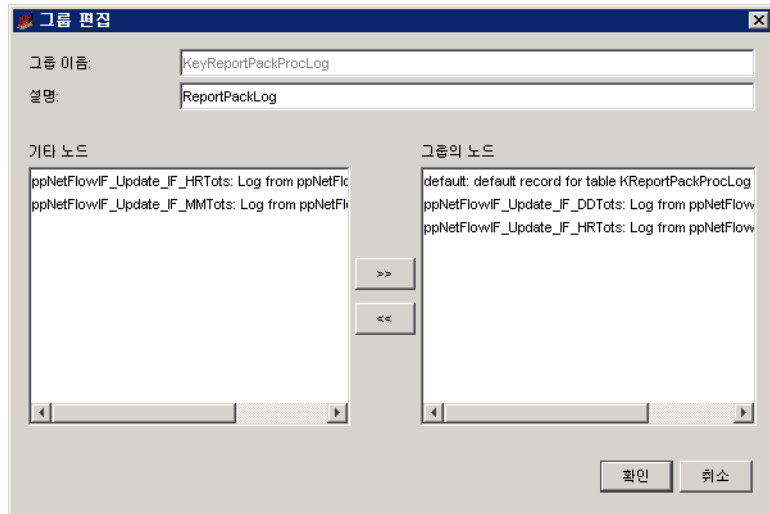 그룹 편집
그룹 이름: KeyReportPackProcLog
설명: ReportPackLog
기타 노드
ppNetFlowIF_Update_IF_HRTots: Log from ppNetFlo
ppNetFlowIF_Update_IF_MMTots: Log from ppNetFl
>>
<<
그룹의 노드
default: default record for table KReportPackProcLog
ppNetFlowIF_Update_IF_DDTots: Log from ppNetFlow
ppNetFlowIF_Update_IF_HRTots: Log from ppNetFlow
확인 취소